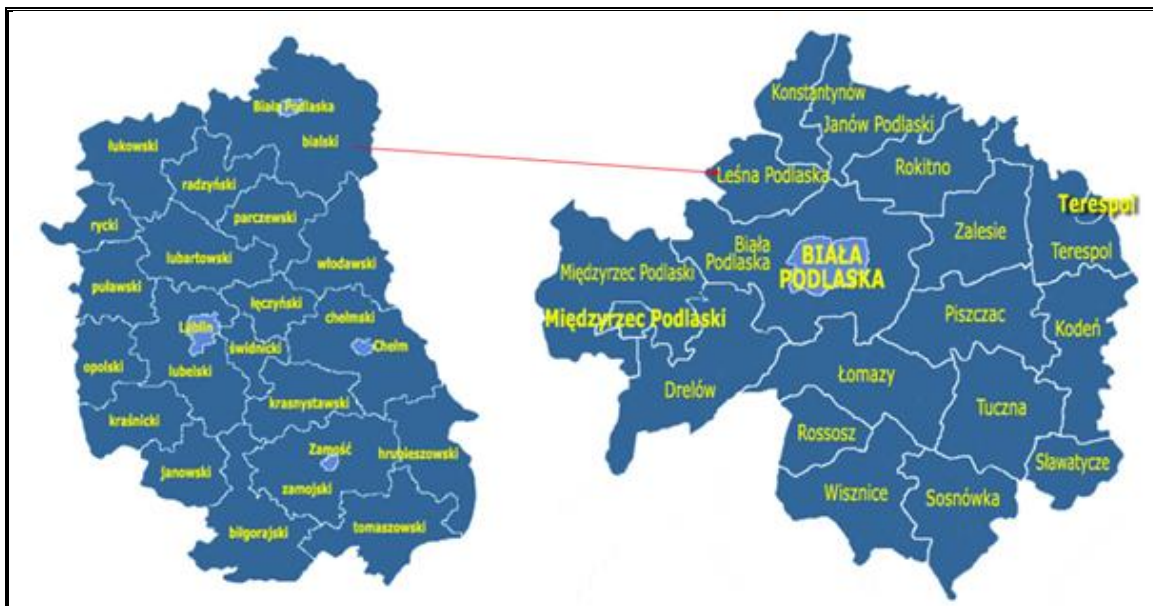 Biała Podlaska
bialski
łukowski
radzyński
parczewski
rycki
lubartowski
włodawski
puławski
łęczyński
chołmski
Lublin
świdnicki
Chełm
opolski
lubelski
krasnystawski
kraśnicki
Zamość
hrubieszowski
janowski
zamojski
biłgorajski
tomaszowski
Konstantynów
Janów Podlaski
Leśna Podlaska
Rokitno
Terespol
Zalesie
Terespol
Biała
Podlaska
BIAŁA
PODLASKA
Międzyrzec Podlaski
Międzyrzec Podlaski
Piszczac
Kodeń
Drelów
Łomazy
Tuczna
Rossosz
Sławatycze
Wisznice
Sosnówka